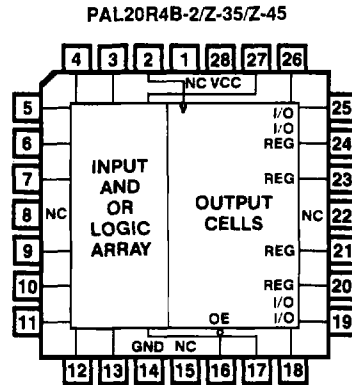 PAL20R4B-2/Z-35/Z-45
4 3 2 1 28 27 26
NC VCC
5 I/O 25
I/O
6 REG 24
INPUT AND OR LOGIC ARRAY
OUTPUT CELLS
7 REG 23
8 NC NC 22
9 REG 21
10 REG 20
I/O
11 OE I/O 19
GND NC
12 13 14 15 16 17 18